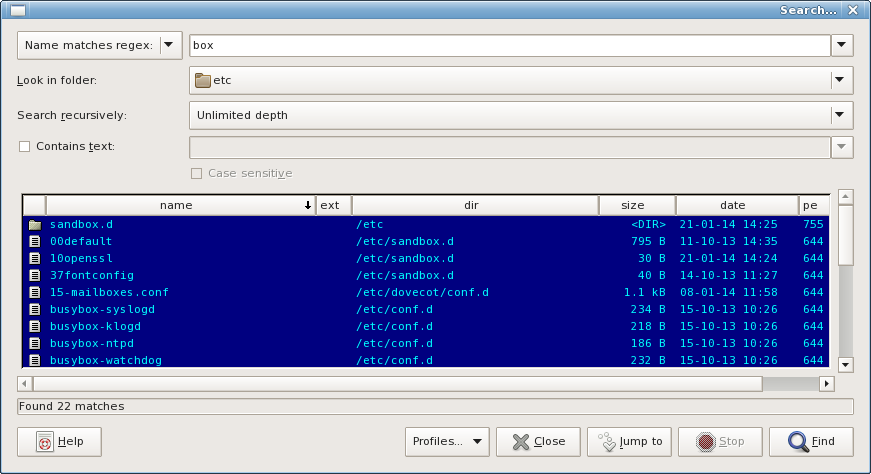 Search...
Name matches regex: box
Look in folder: etc
Search recursively: Unlimited depth
Contains text:
Case sensitive
name ext dir size date pe
sandbox.d /etc <DIR> 21-01-14 14:25 755
00default /etc/sandbox.d 795 B 11-10-13 14:35 644
10openssl /etc/sandbox.d 30 B 21-01-14 14:24 644
37fontconfig /etc/sandbox.d 40 B 14-10-13 11:27 644
15-mailboxes.conf /etc/dovecot/conf.d 1.1 kB 08-01-14 11:58 644
busybox-syslogd /etc/conf.d 234 B 15-10-13 10:26 644
busybox-klogd /etc/conf.d 218 B 15-10-13 10:26 644
busybox-ntpd /etc/conf.d 186 B 15-10-13 10:26 644
busybox-watchdog /etc/conf.d 232 B 15-10-13 10:26 644
Found 22 matches
Help Profiles... Close Jump to Stop Find